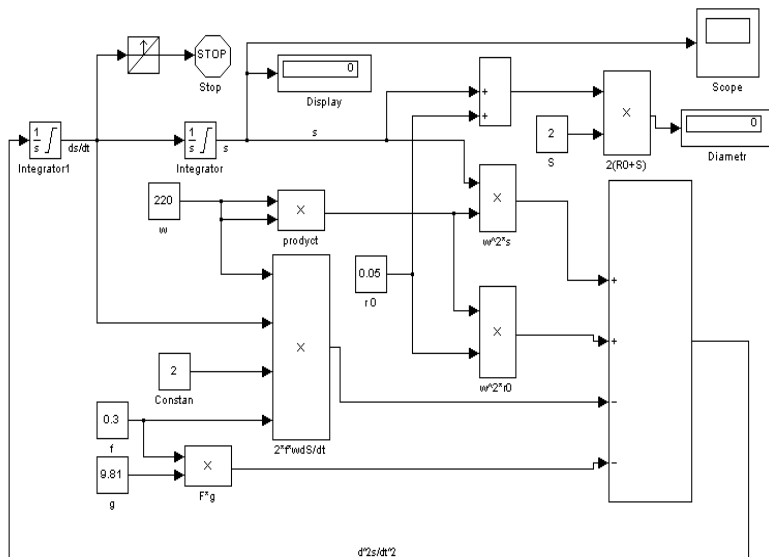 STOP
Stop
0
Display
Scope
1
s
Integrator1
ds/dt
1
s
Integrator
s
s
+
+
2
S
×
2(R0+S)
0
Diametr
220
w
×
prodyct
×
w^2*s
0.05
r0
×
w^2*r0
×
2*f*wdS/dt
2
Constan
0.3
f
9.81
g
×
F*g
+
+
−
−
d^2s/dt^2